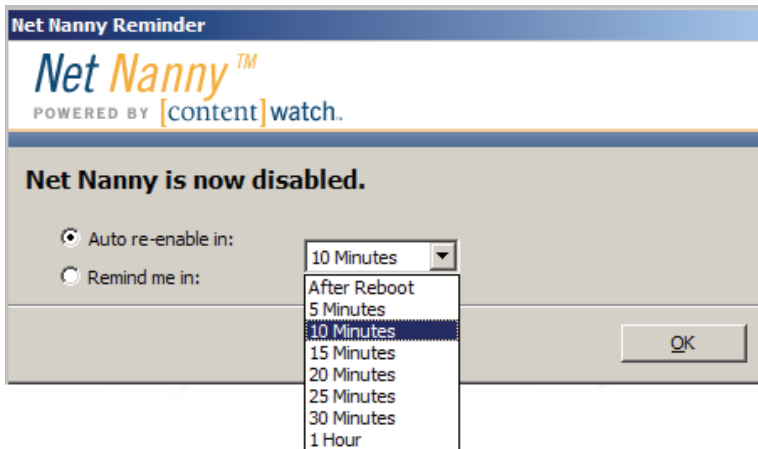 Net Nanny Reminder
Net Nanny™
POWERED BY [content]watch™
Net Nanny is now disabled.
Auto re-enable in:
10 Minutes
Remind me in:
After Reboot
5 Minutes
10 Minutes
15 Minutes
20 Minutes
25 Minutes
30 Minutes
1 Hour
OK